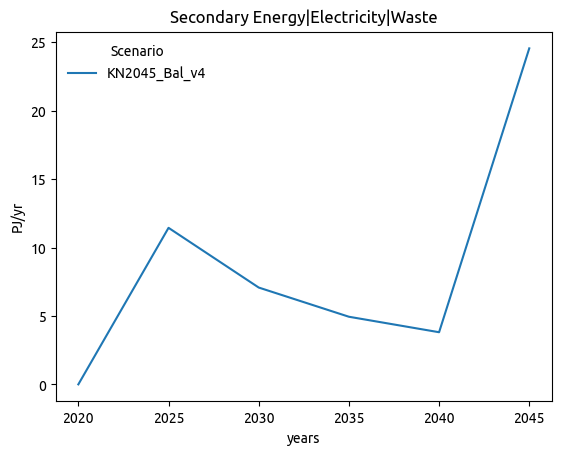 Secondary Energy|Electricity|Waste
Scenario
KN2045_Bal_v4
PJ/yr
25
20
15
10
5
0
2020 2025 2030 2035 2040 2045
years